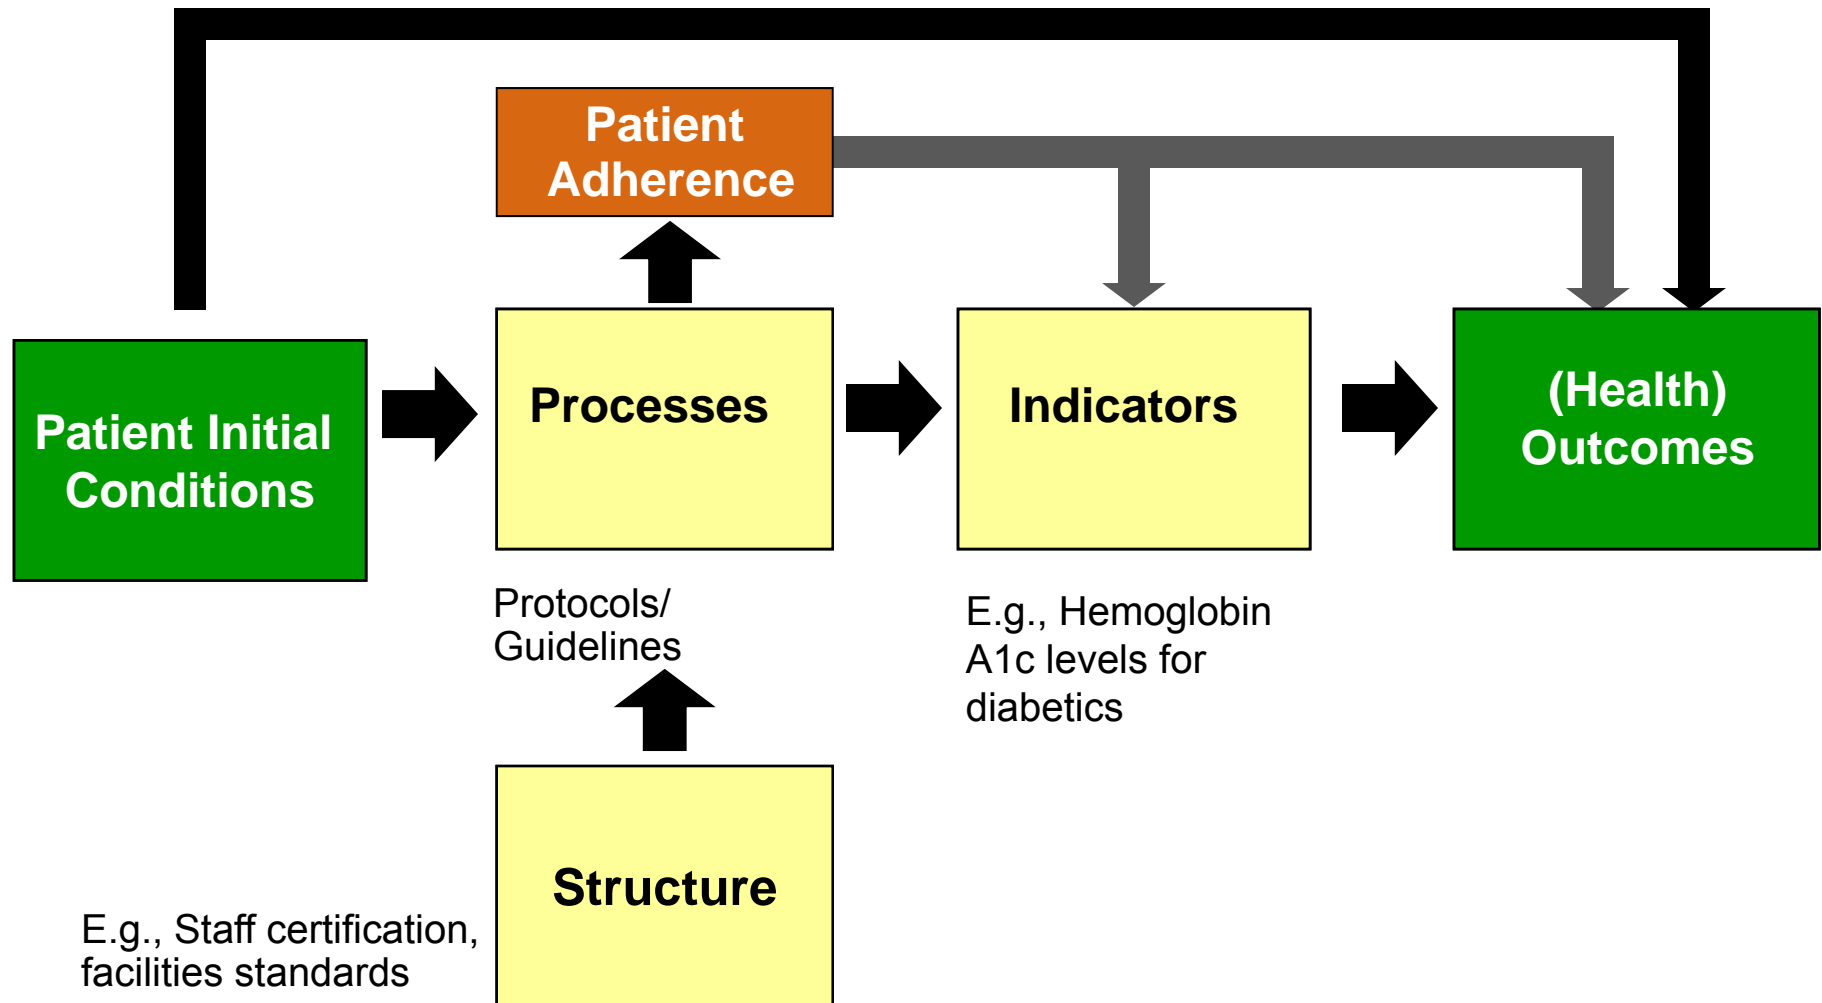 Patient
Adherence
Patient Initial
Conditions
Processes
Indicators
(Health)
Outcomes
Protocols/
Guidelines
E.g., Hemoglobin
A1c levels for
diabetics
Structure
E.g., Staff certification,
facilities standards